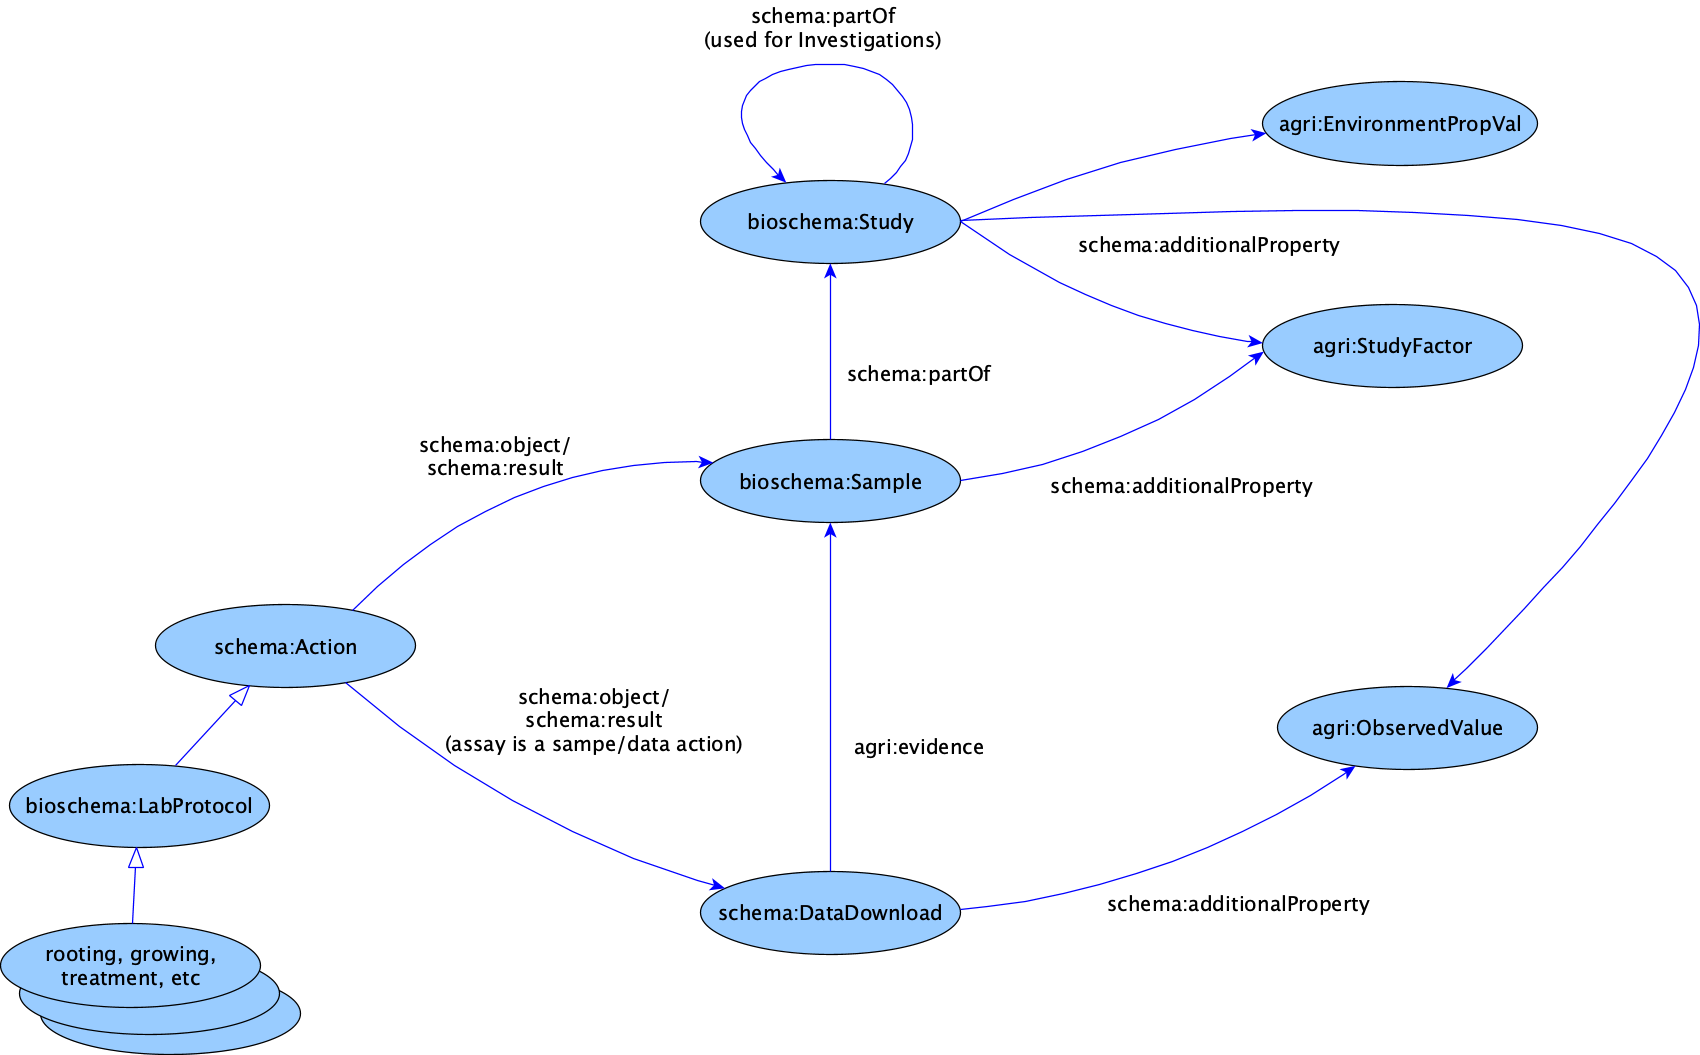 schema:partOf
(used for Investigations)
agri:EnvironmentPropVal
bioschema:Study
schema:additionalProperty
agri:StudyFactor
schema:partOf
schema:object/
schema:result
bioschema:Sample
schema:additionalProperty
schema:Action
schema:object/
schema:result
(assay is a sampe/data action)
agri:evidence
agri:ObservedValue
bioschema:LabProtocol
schema:DataDownload
schema:additionalProperty
rooting, growing,
treatment, etc